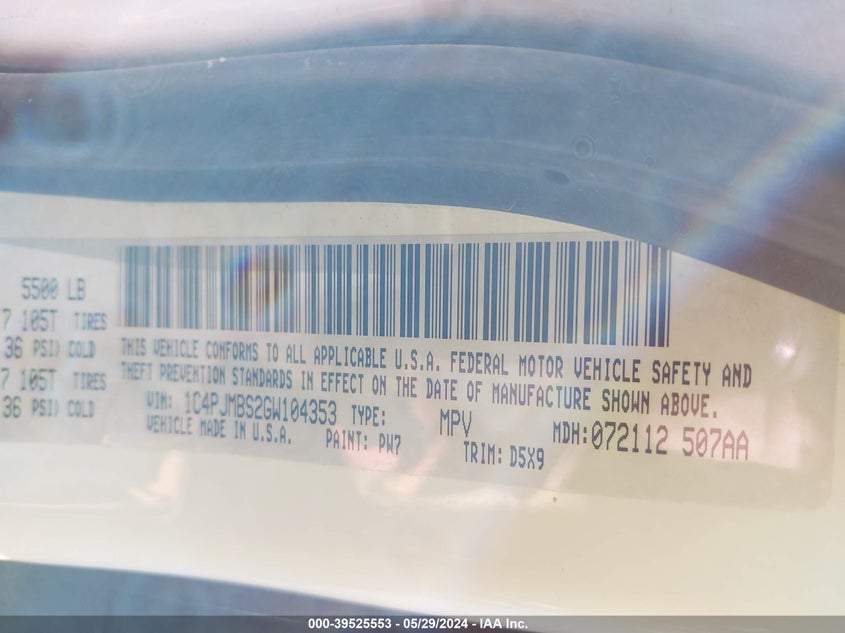 5500 LB
7 105T TIRES
36 PSI) COLD
7 105T TIRES
36 PSI) COLD
THIS VEHICLE CONFORMS TO ALL APPLICABLE U.S.A. FEDERAL MOTOR VEHICLE SAFETY AND
THEFT PREVENTION STANDARDS IN EFFECT ON THE DATE OF MANUFACTURE SHOWN ABOVE.
VIN: 1C4PJMBS2GW104353 TYPE: MPV MDH:072112 507AA
VEHICLE MADE IN U.S.A. PAINT: PW7 TRIM: D5X9
000-39525553 - 05/29/2024 - IAA Inc.